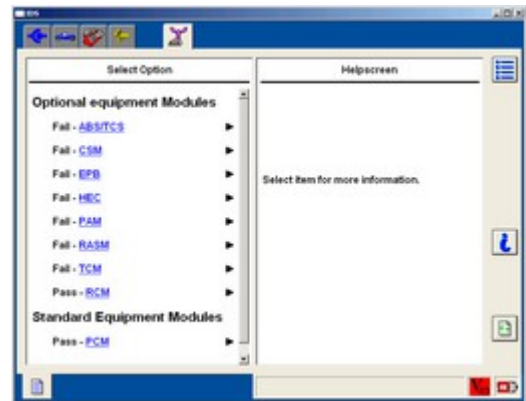 IDS
Select Option
Helpscreen
Optional equipment Modules
Fail - ABS/TCS
Fail - CSM
Fail - EPB
Select item for more information.
Fail - HEC
Fail - PAM
Fail - RASM
Fail - TCM
Pass - RCM
Standard Equipment Modules
Pass - PCM